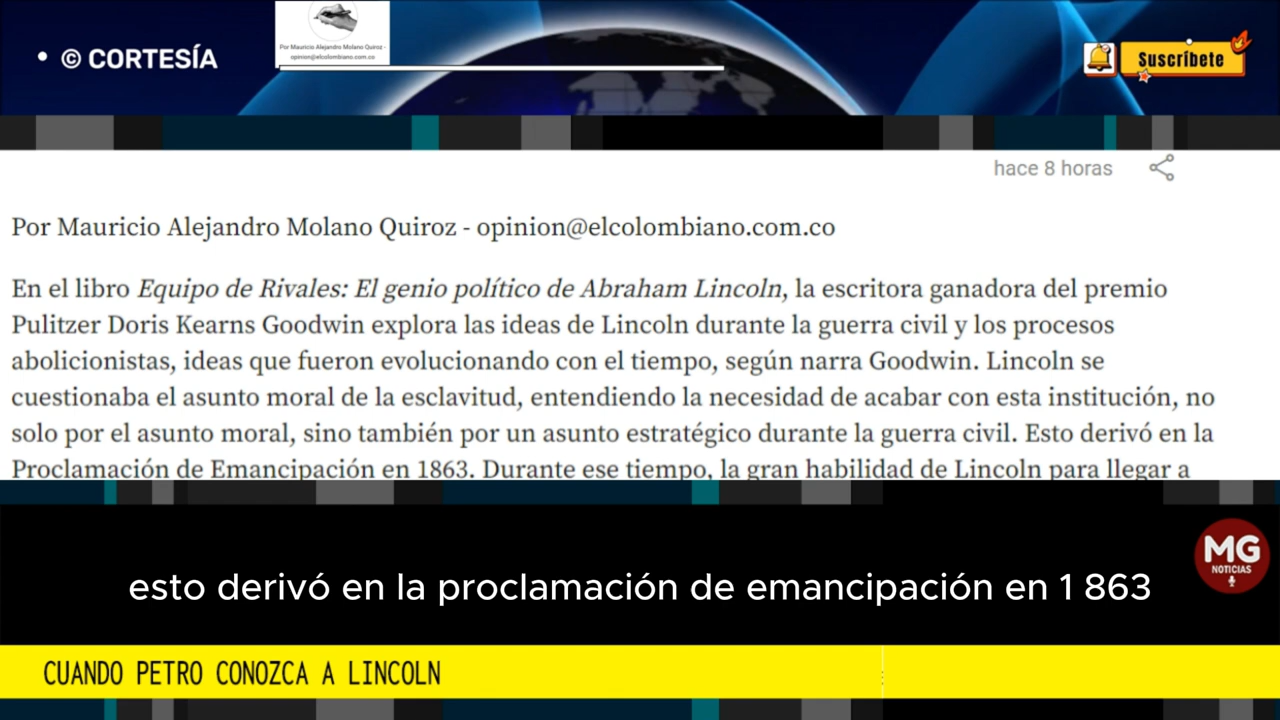 • © CORTESÍA
Por Mauricio Alejandro Molano Quiroz -
opinion@elcolombiano.com.co
Suscríbete
hace 8 horas
Por Mauricio Alejandro Molano Quiroz - opinion@elcolombiano.com.co
En el libro Equipo de Rivales: El genio político de Abraham Lincoln, la escritora ganadora del premio
Pulitzer Doris Kearns Goodwin explora las ideas de Lincoln durante la guerra civil y los procesos
abolicionistas, ideas que fueron evolucionando con el tiempo, según narra Goodwin. Lincoln se
cuestionaba el asunto moral de la esclavitud, entendiendo la necesidad de acabar con esta institución, no
solo por el asunto moral, sino también por un asunto estratégico durante la guerra civil. Esto derivó en la
Proclamación de Emancipación en 1863. Durante ese tiempo, la gran habilidad de Lincoln para llegar a
MG
NOTICIAS
esto derivó en la proclamación de emancipación en 1 863
CUANDO PETRO CONOZCA A LINCOLN